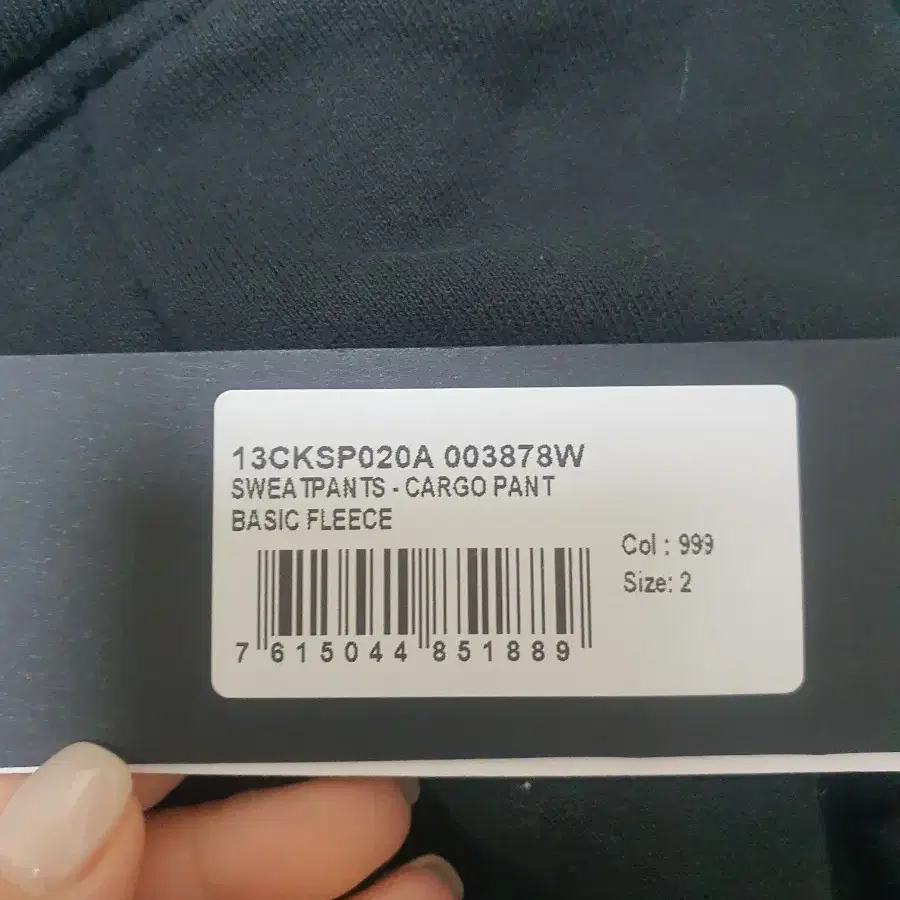 13CKSP020A 003878W
SWEATPANTS - CARGO PANT
BASIC FLEECE
Col : 999
Size: 2
7 615044 851889